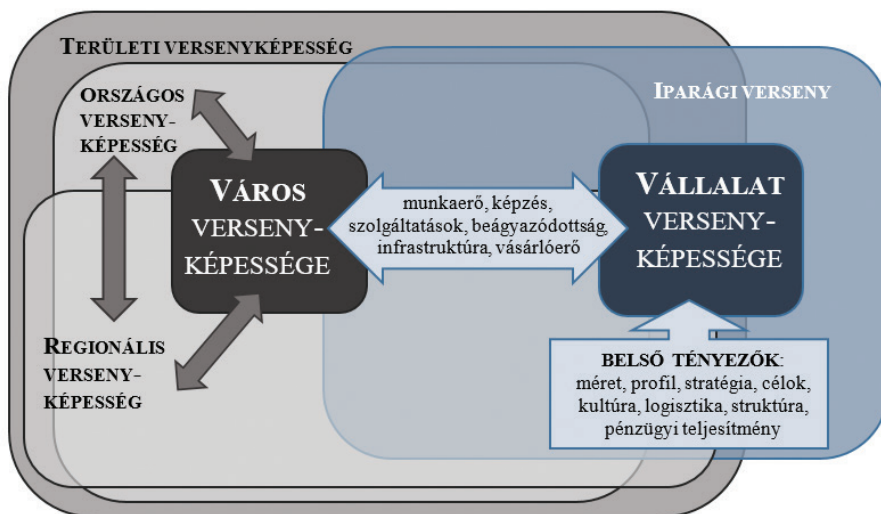 TERÜLETI VERSENYKÉPESSÉG
IPARÁGI VERSENY
ORSZÁGOS
VERSENY-
KÉPESSÉG
VÁROS
VERSENY-
KÉPESSÉGE
munkaerő, képzés,
szolgáltatások, beágyazódottság,
infrastruktúra, vásárlóerő
VÁLLALAT
VERSENY-
KÉPESSÉGE
REGIONÁLIS
VERSENY-
KÉPESSÉG
BELSŐ TÉNYEZŐK:
méret, profil, stratégia, célok,
kultúra, logisztika, struktúra,
pénzügyi teljesítmény